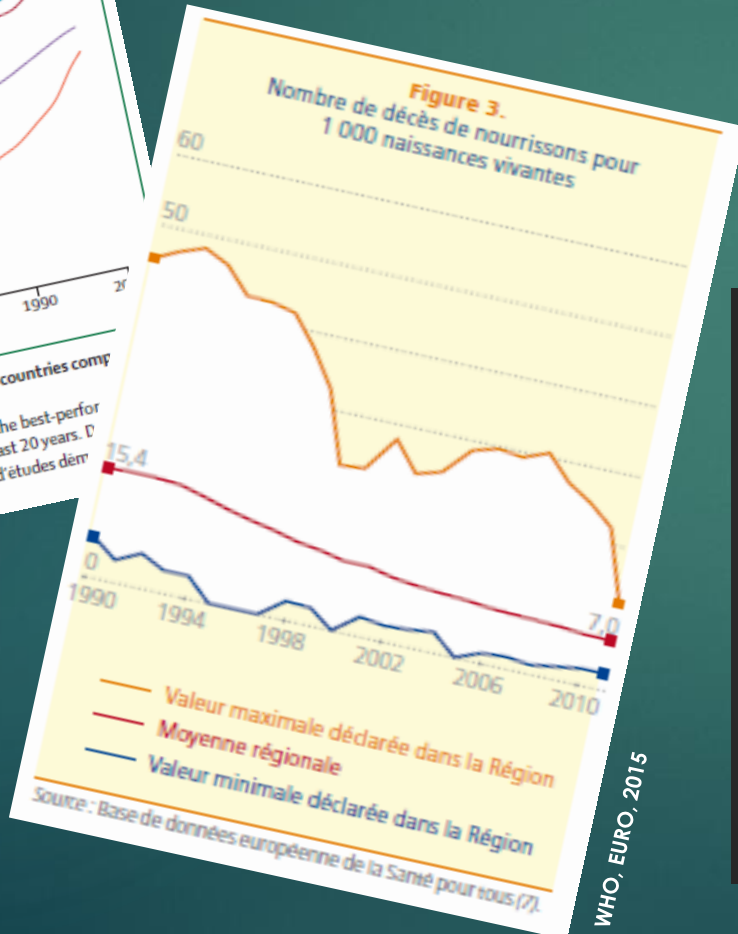 1990
countries comp
he best-perfor
ast 20 years. D
d'études dém
Figure 3.
Nombre de décès de nourrissons pour
1 000 naissances vivantes
60
50
15,4
0
7,0
1990 1994 1998 2002 2006 2010
Valeur maximale déclarée dans la Région
Moyenne régionale
Valeur minimale déclarée dans la Région
Source : Base de données européenne de la Santé pour tous (7).
WHO, EURO, 2015